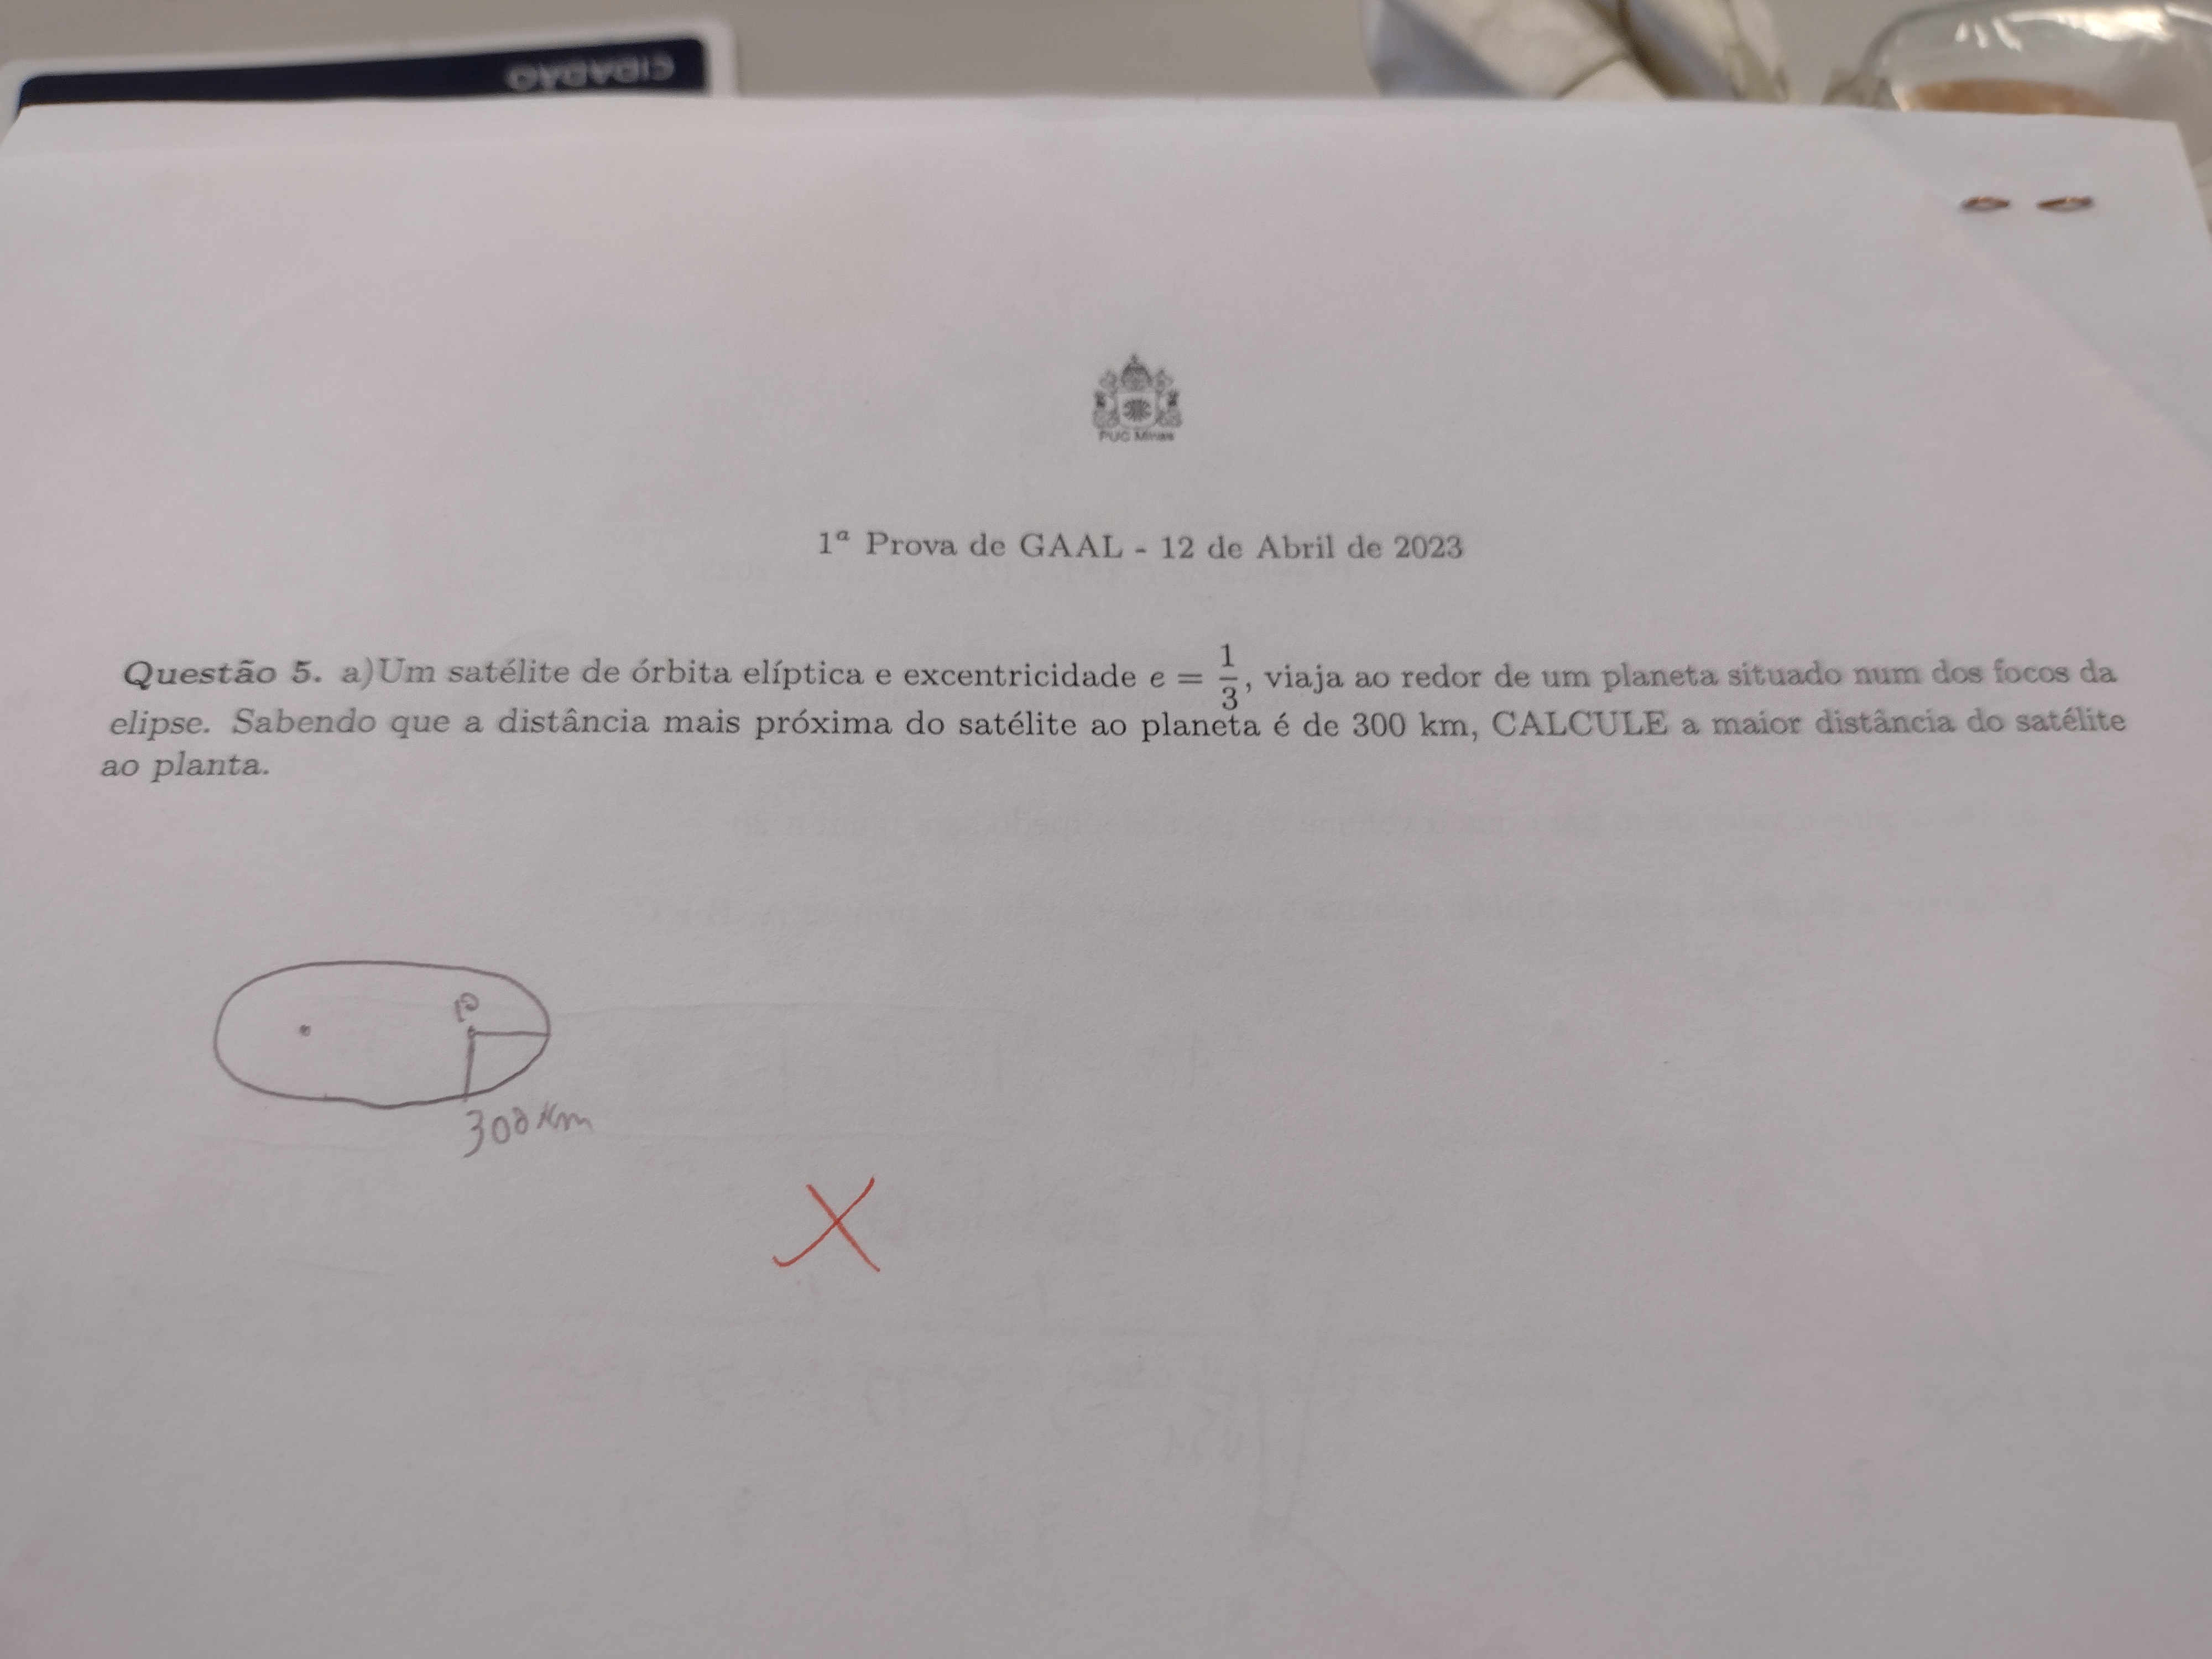 CIDADÃO
PUC Minas
1ª Prova de GAAL - 12 de Abril de 2023
Questão 5. a)Um satélite de órbita elíptica e excentricidade e = 1/3, viaja ao redor de um planeta situado num dos focos da
elipse. Sabendo que a distância mais próxima do satélite ao planeta é de 300 km, CALCULE a maior distância do satélite
ao planta.
P
300 Km